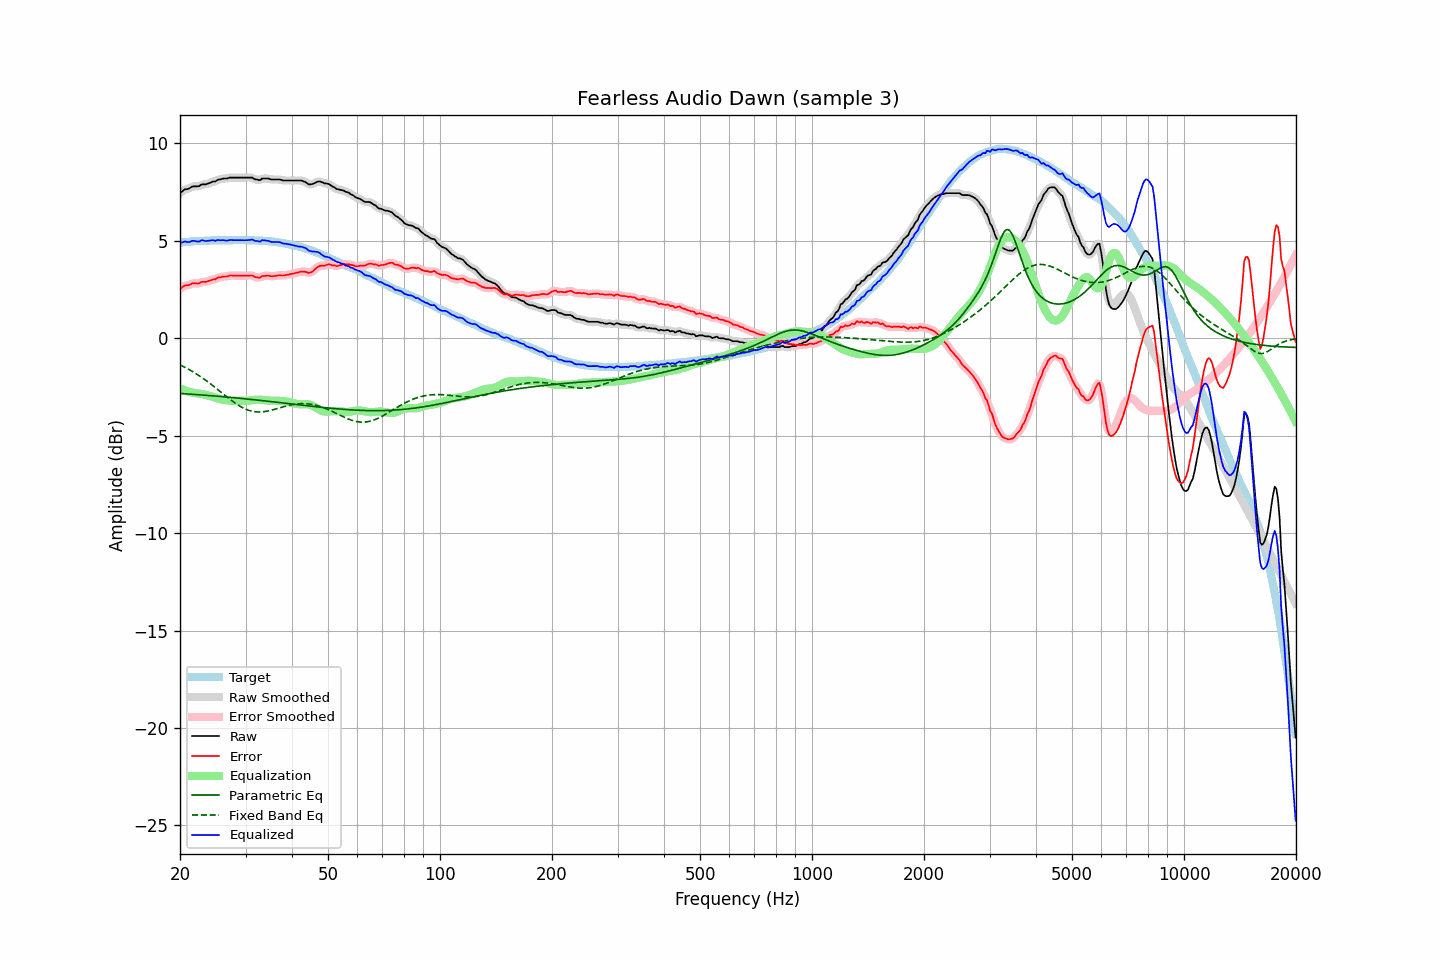 Fearless Audio Dawn (sample 3)
10
5
0
−5
−10
−15
−20
−25
Amplitude (dBr)
Target
Raw Smoothed
Error Smoothed
Raw
Error
Equalization
Parametric Eq
Fixed Band Eq
Equalized
20 50 100 200 500 1000 2000 5000 10000 20000
Frequency (Hz)